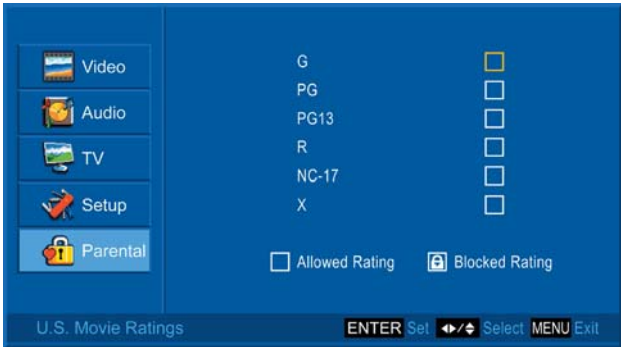 Video
Audio
TV
Setup
Parental
G
PG
PG13
R
NC-17
X
Allowed Rating Blocked Rating
U.S. Movie Ratings ENTER Set / Select MENU Exit